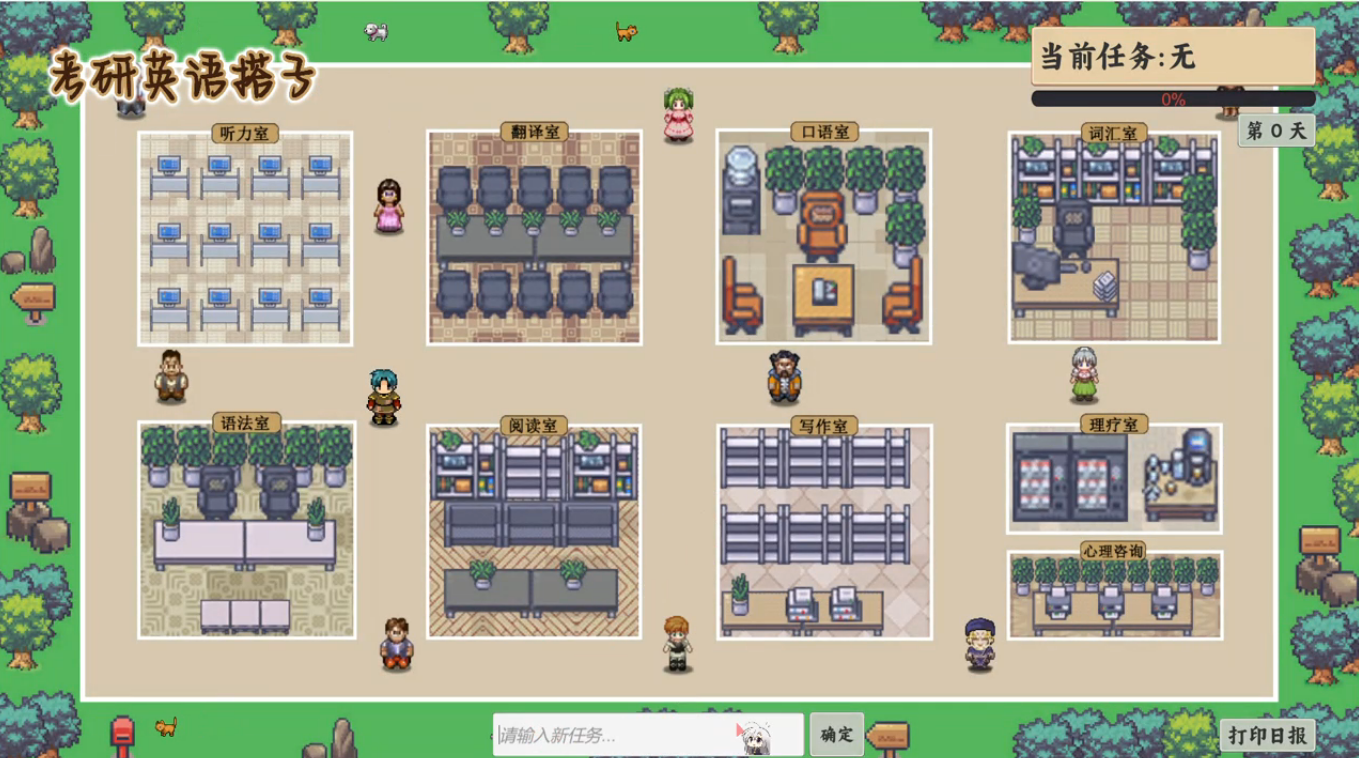 考研英语搭子
当前任务:无
0%
第 0 天
听力室
翻译室
口语室
词汇室
语法室
阅读室
写作室
理疗室
心理咨询
请输入新任务...
确定
打印日报